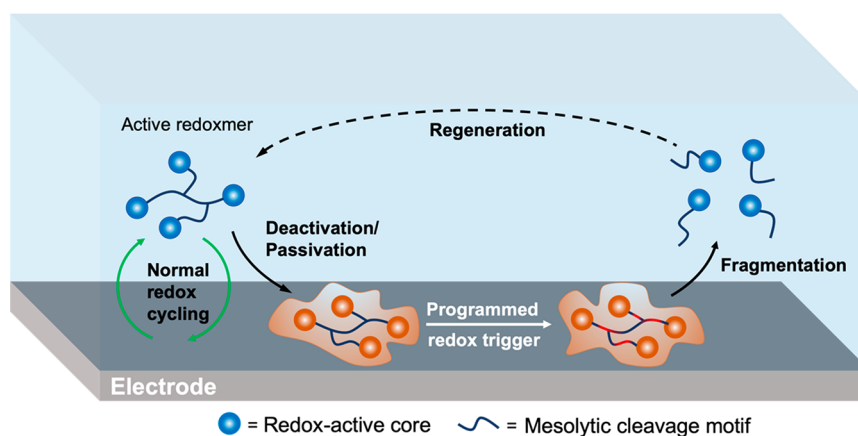 Active redoxmer
Regeneration
Deactivation/
Passivation
Normal
redox
cycling
Programmed
redox trigger
Fragmentation
Electrode
= Redox-active core
= Mesolytic cleavage motif